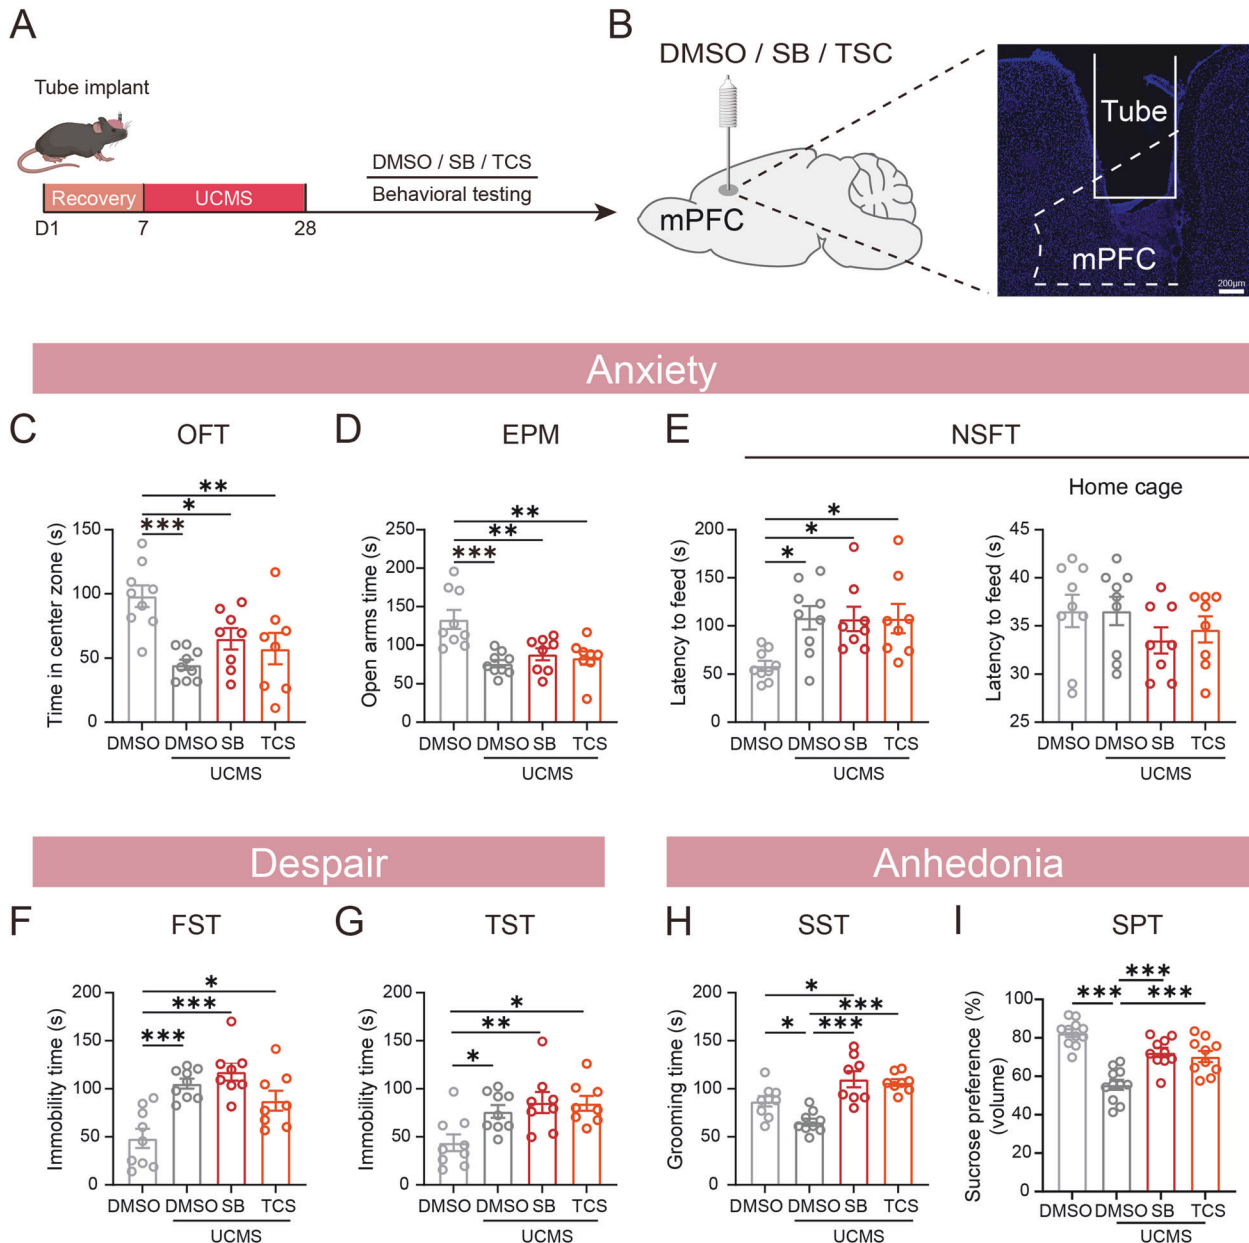 A
Tube implant
DMSO / SB / TCS
Behavioral testing
Recovery
UCMS
D1
7
28
B
DMSO / SB / TSC
mPFC
Tube
mPFC
200μm
Anxiety
C
OFT
Time in center zone (s)
150
100
50
0
**
*
***
DMSO
DMSO
SB
TCS
UCMS
D
EPM
Open arms time (s)
250
200
150
100
50
0
**
**
***
DMSO
DMSO
SB
TCS
UCMS
E
NSFT
Latency to feed (s)
200
150
100
50
0
*
*
*
DMSO
DMSO
SB
TCS
UCMS
Home cage
Latency to feed (s)
45
40
35
30
25
DMSO
DMSO
SB
TCS
UCMS
Despair
Anhedonia
F
FST
Immobility time (s)
200
150
100
50
0
*
***
***
DMSO
DMSO
SB
TCS
UCMS
G
TST
Immobility time (s)
200
150
100
50
0
*
**
*
DMSO
DMSO
SB
TCS
UCMS
H
SST
Grooming time (s)
200
150
100
50
0
*
***
*
***
DMSO
DMSO
SB
TCS
UCMS
I
SPT
Sucrose preference (%)
(volume)
100
80
60
40
20
0
***
***
***
DMSO
DMSO
SB
TCS
UCMS